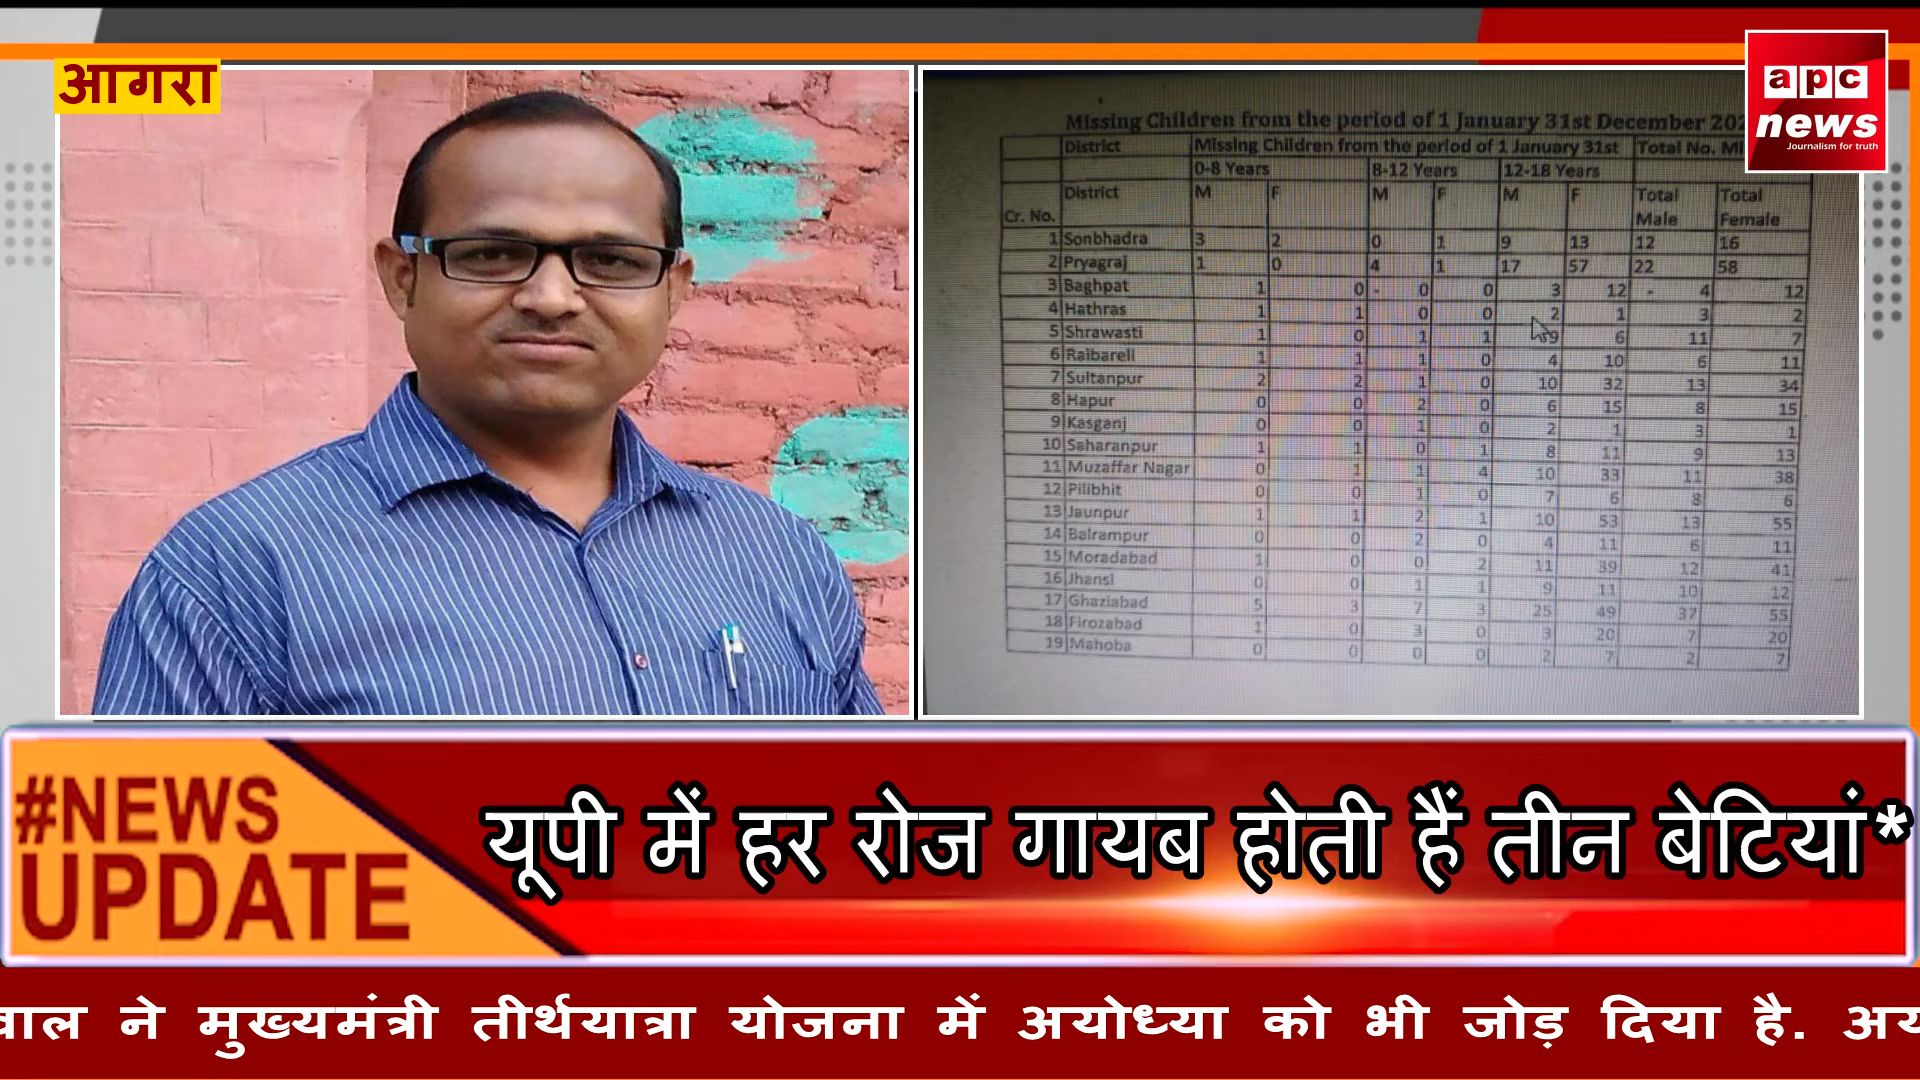 आगरा
apc
news
Journalism for truth
Missing Children from the period of 1 January 31st December
District Missing Children from the period of 1 January 31st Total No.
0-8 Years 8-12 Years 12-18 Years
Cr. No. District M F M F M F Total Male Total Female
1 Sonbhadra 3 2 0 1 9 13 12 16
2 Pryagraj 1 0 4 1 17 57 22 58
3 Baghpat 1 0 - 0 0 3 12 - 4 12
4 Hathras 1 1 0 0 2 1 3 2
5 Shrawasti 1 0 1 1 9 6 11 7
6 Raibareli 1 1 1 0 4 10 6 11
7 Sultanpur 2 2 1 0 10 32 13 34
8 Hapur 0 0 2 0 6 15 8 15
9 Kasganj 0 0 1 0 2 1 3 1
10 Saharanpur 1 1 0 1 8 11 9 13
11 Muzaffar Nagar 0 1 1 4 10 33 11 38
12 Pilibhit 0 0 1 0 7 6 8 6
13 Jaunpur 1 1 2 1 10 53 13 55
14 Balrampur 0 0 2 0 4 11 6 11
15 Moradabad 1 0 0 2 11 39 12 41
16 Jhansi 0 0 1 1 9 11 10 12
17 Ghaziabad 5 3 7 3 25 49 37 55
18 Firozabad 1 0 3 0 3 20 7 20
19 Mahoba 0 0 0 0 2 7 2 7
#NEWS
UPDATE
यूपी में हर रोज गायब होती हैं तीन बेटियां*
ने मुख्यमंत्री तीर्थयात्रा योजना में अयोध्या को भी जोड़ दिया है.